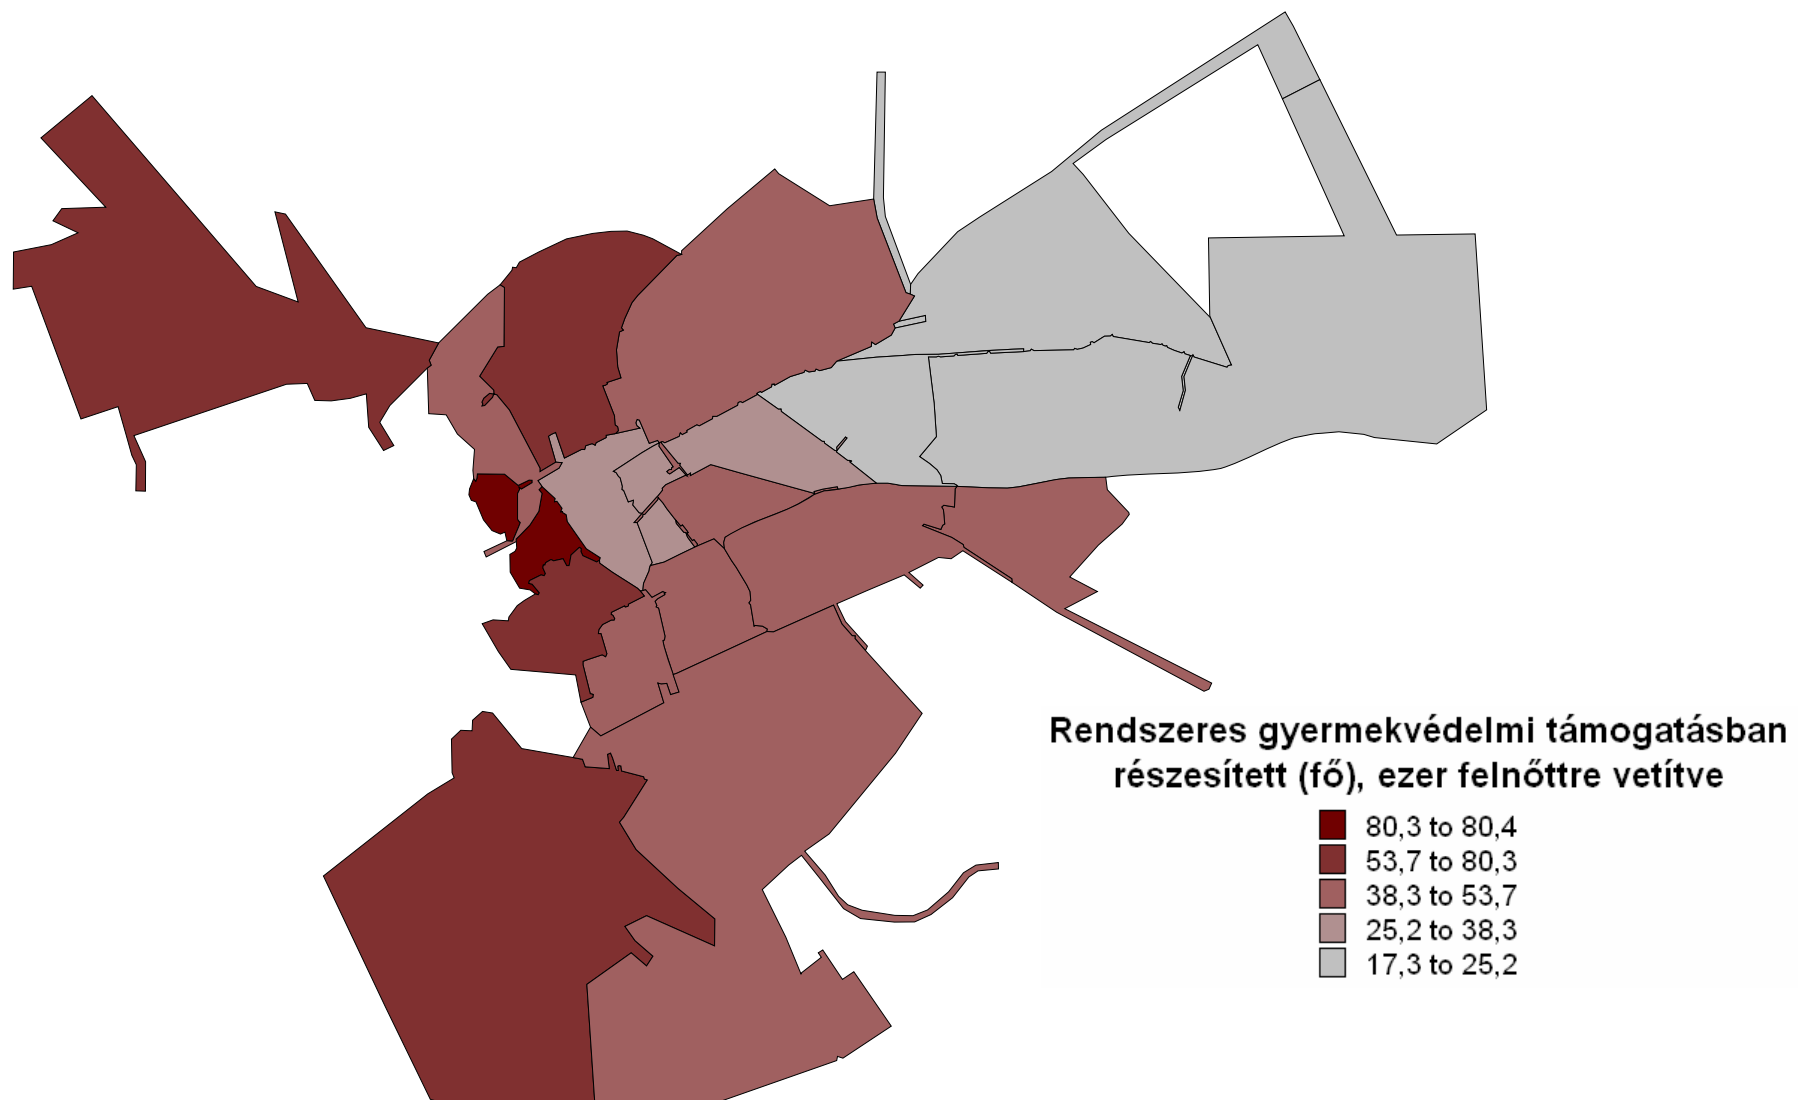 Rendszeres gyermekvédelmi támogatásban
részesített (fő), ezer felnőttre vetítve
80,3 to 80,4
53,7 to 80,3
38,3 to 53,7
25,2 to 38,3
17,3 to 25,2